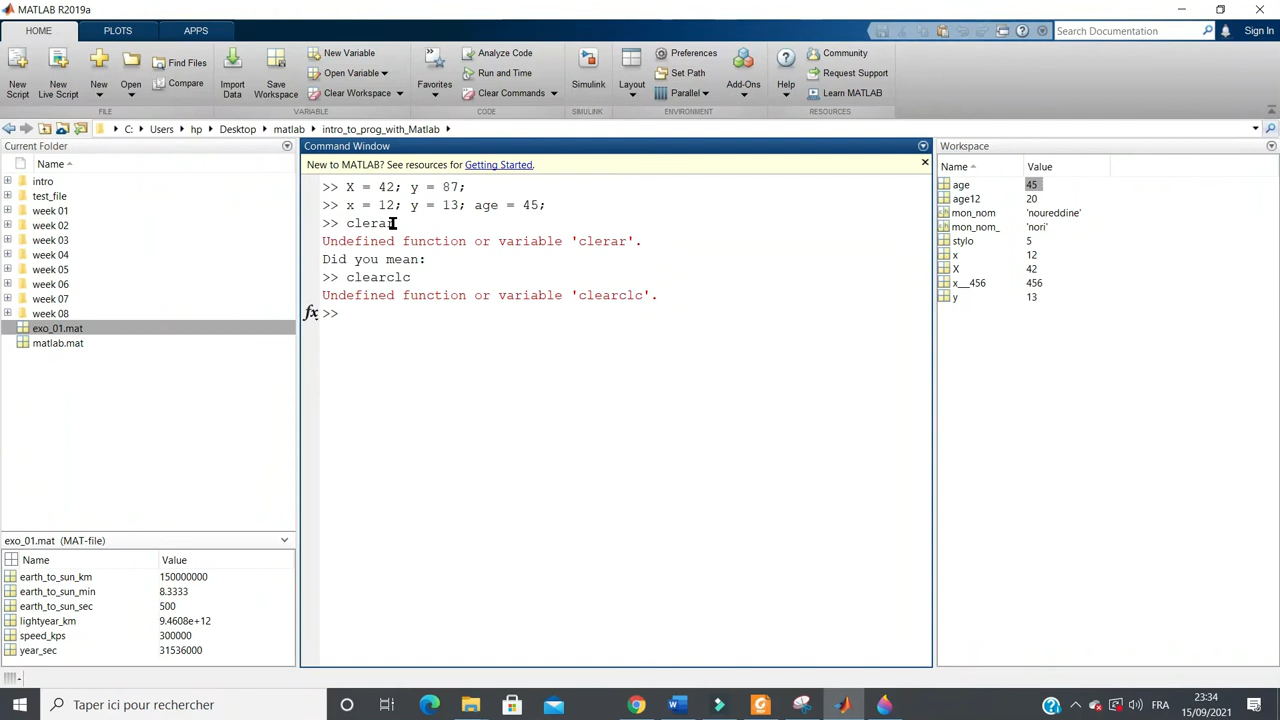 MATLAB R2019a
HOME PLOTS APPS
Search Documentation
Sign In
New Script
New Live Script
New
Open
Find Files
Compare
Import Data
Save Workspace
New Variable
Open Variable
Clear Workspace
Favorites
Analyze Code
Run and Time
Clear Commands
Simulink
Layout
Preferences
Set Path
Parallel
Add-Ons
Help
Community
Request Support
Learn MATLAB
FILE VARIABLE CODE SIMULINK ENVIRONMENT RESOURCES
C: Users hp Desktop matlab intro_to_prog_with_Matlab
Current Folder
Name
intro
test_file
week 01
week 02
week 03
week 04
week 05
week 06
week 07
week 08
exo_01.mat
matlab.mat
exo_01.mat (MAT-file)
Name Value
earth_to_sun_km 150000000
earth_to_sun_min 8.3333
earth_to_sun_sec 500
lightyear_km 9.4608e+12
speed_kps 300000
year_sec 31536000
Command Window
New to MATLAB? See resources for Getting Started.
>> X = 42; y = 87;
>> x = 12; y = 13; age = 45;
>> clerar
Undefined function or variable 'clerar'.
Did you mean:
>> clearclc
Undefined function or variable 'clearclc'.
fx >>
Workspace
Name Value
age 45
age12 20
mon_nom 'noureddine'
mon_nom_ 'nori'
stylo 5
x 12
X 42
x__456 456
y 13
Taper ici pour rechercher
FRA
23:34
15/09/2021